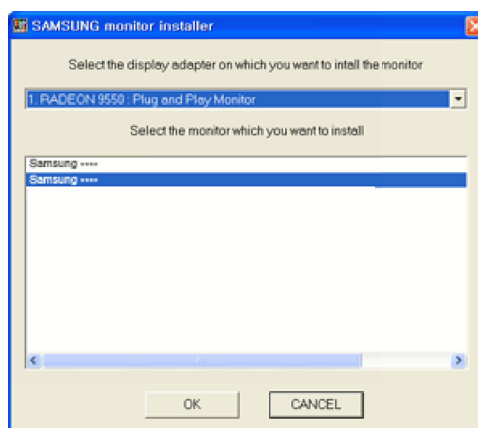 SAMSUNG monitor installer
Select the display adapter on which you want to intall the monitor
1. RADEON 9550 : Plug and Play Monitor
Select the monitor which you want to install
Samsung ----
Samsung ----
OK
CANCEL